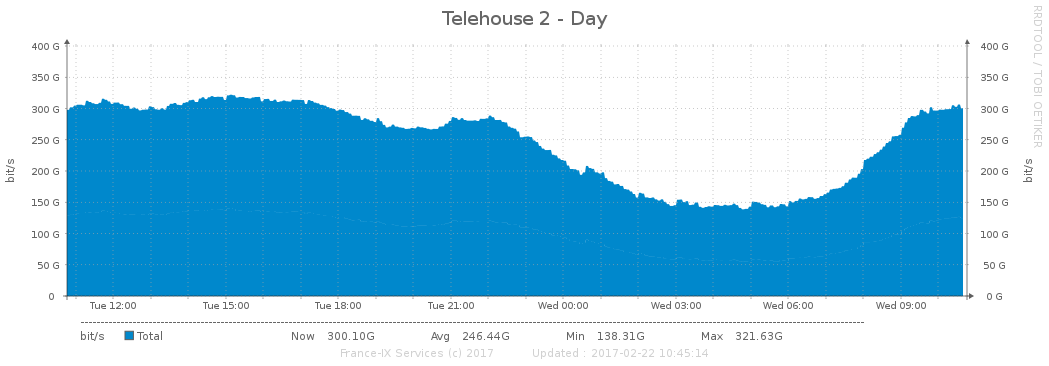 Telehouse 2 - Day
RRDTOOL / TOBI OETIKER
400 G 400 G
350 G 350 G
300 G 300 G
250 G 250 G
200 G 200 G
150 G 150 G
100 G 100 G
50 G 50 G
0 0 G
bit/s bit/s
Tue 12:00 Tue 15:00 Tue 18:00 Tue 21:00 Wed 00:00 Wed 03:00 Wed 06:00 Wed 09:00
bit/s Total Now 300.10G Avg 246.44G Min 138.31G Max 321.63G
France-IX Services (c) 2017 Updated : 2017-02-22 10:45:14